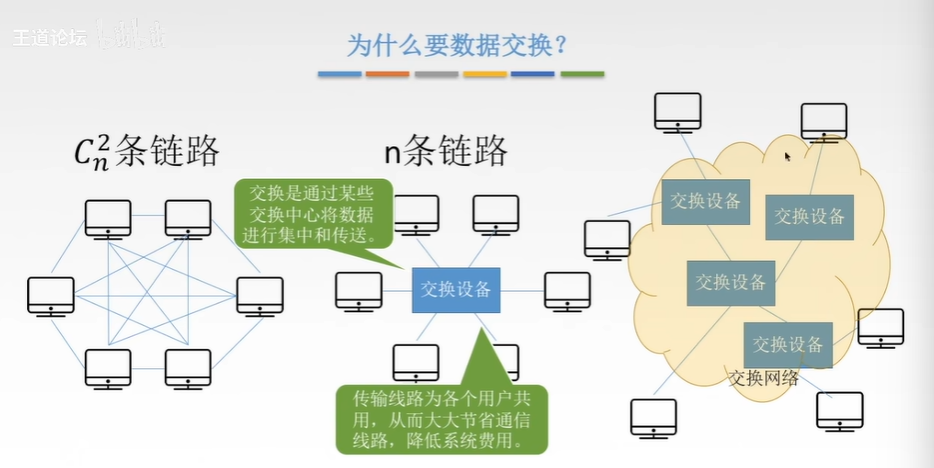 王道论坛
为什么要数据交换?
C_n^2条链路
n条链路
交换是通过某些
交换中心将数据
进行集中和传送。
交换设备
传输线路为各个用户共
用，从而大大节省通信
线路，降低系统费用。
交换设备
交换设备
交换设备
交换设备
交换网络